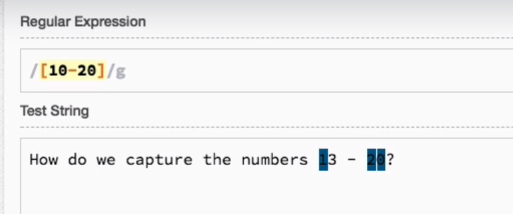 Regular Expression
/[10-20]/g
Test String
How do we capture the numbers 13 - 20?